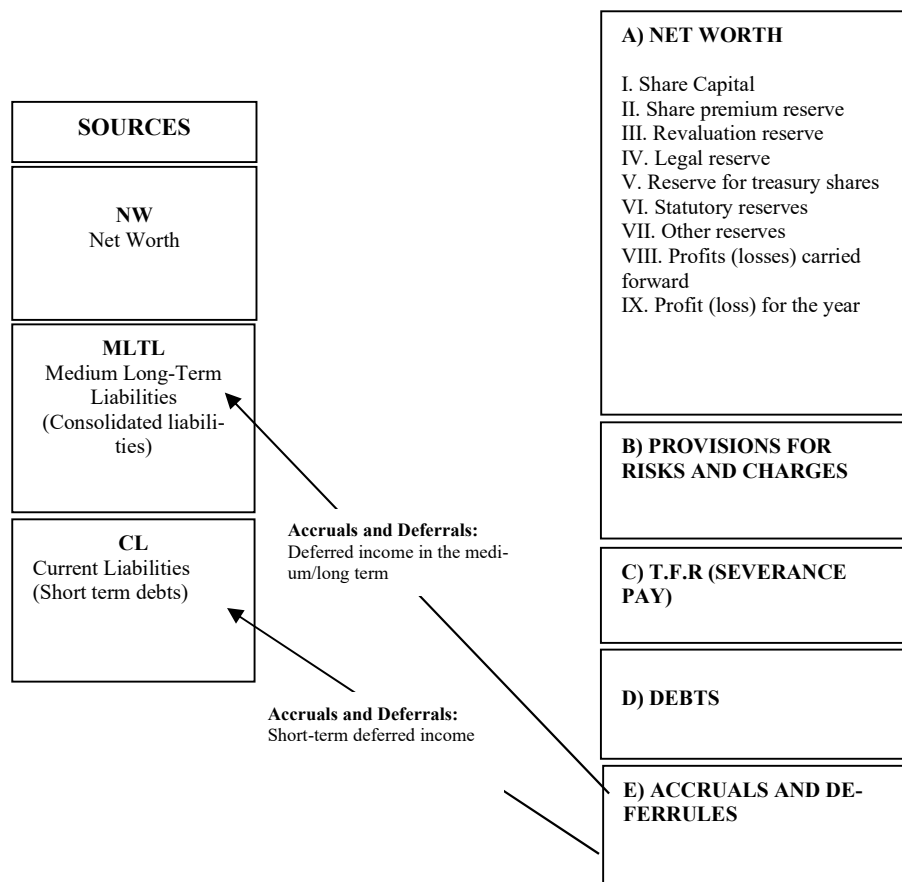 SOURCES
NW
Net Worth
MLTL
Medium Long-Term
Liabilities
(Consolidated liabili-
ties)
CL
Current Liabilities
(Short term debts)
Accruals and Deferrals:
Deferred income in the medi-
um/long term
Accruals and Deferrals:
Short-term deferred income
A) NET WORTH
I. Share Capital
II. Share premium reserve
III. Revaluation reserve
IV. Legal reserve
V. Reserve for treasury shares
VI. Statutory reserves
VII. Other reserves
VIII. Profits (losses) carried
forward
IX. Profit (loss) for the year
B) PROVISIONS FOR
RISKS AND CHARGES
C) T.F.R (SEVERANCE
PAY)
D) DEBTS
E) ACCRUALS AND DE-
FERRULES